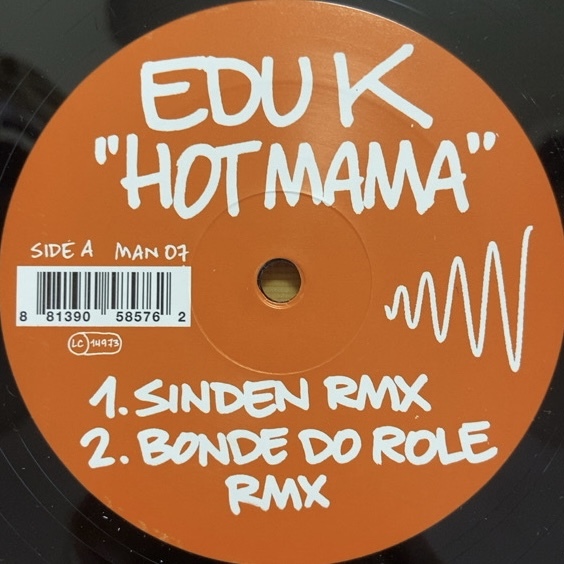 EDU K
"HOT MAMA"
SIDE A MAN 07
8 81390 58576 2
LC 14973
1. SINDEN RMX
2. BONDE DO ROLE
RMX